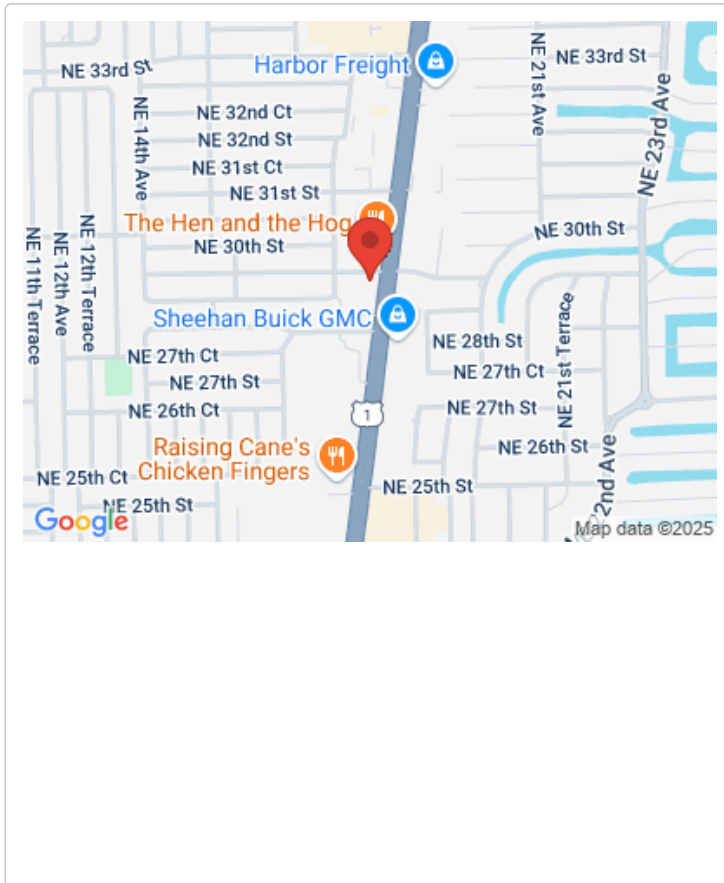 NE 33rd St
Harbor Freight
NE 33rd St
NE 21st Ave
NE 23rd Ave
NE 14th Ave
NE 32nd Ct
NE 32nd St
NE 31st Ct
NE 31st St
The Hen and the Hog
NE 30th St
NE 30th St
NE 11th Terrace
NE 12th Ave
NE 12th Terrace
Sheehan Buick GMC
NE 28th St
NE 21st Terrace
NE 27th Ct
NE 27th Ct
NE 27th St
NE 27th St
NE 26th Ct
1
Raising Cane's
Chicken Fingers
NE 26th St
NE 22nd Ave
NE 25th Ct
NE 25th St
NE 25th St
Google
Map data ©2025